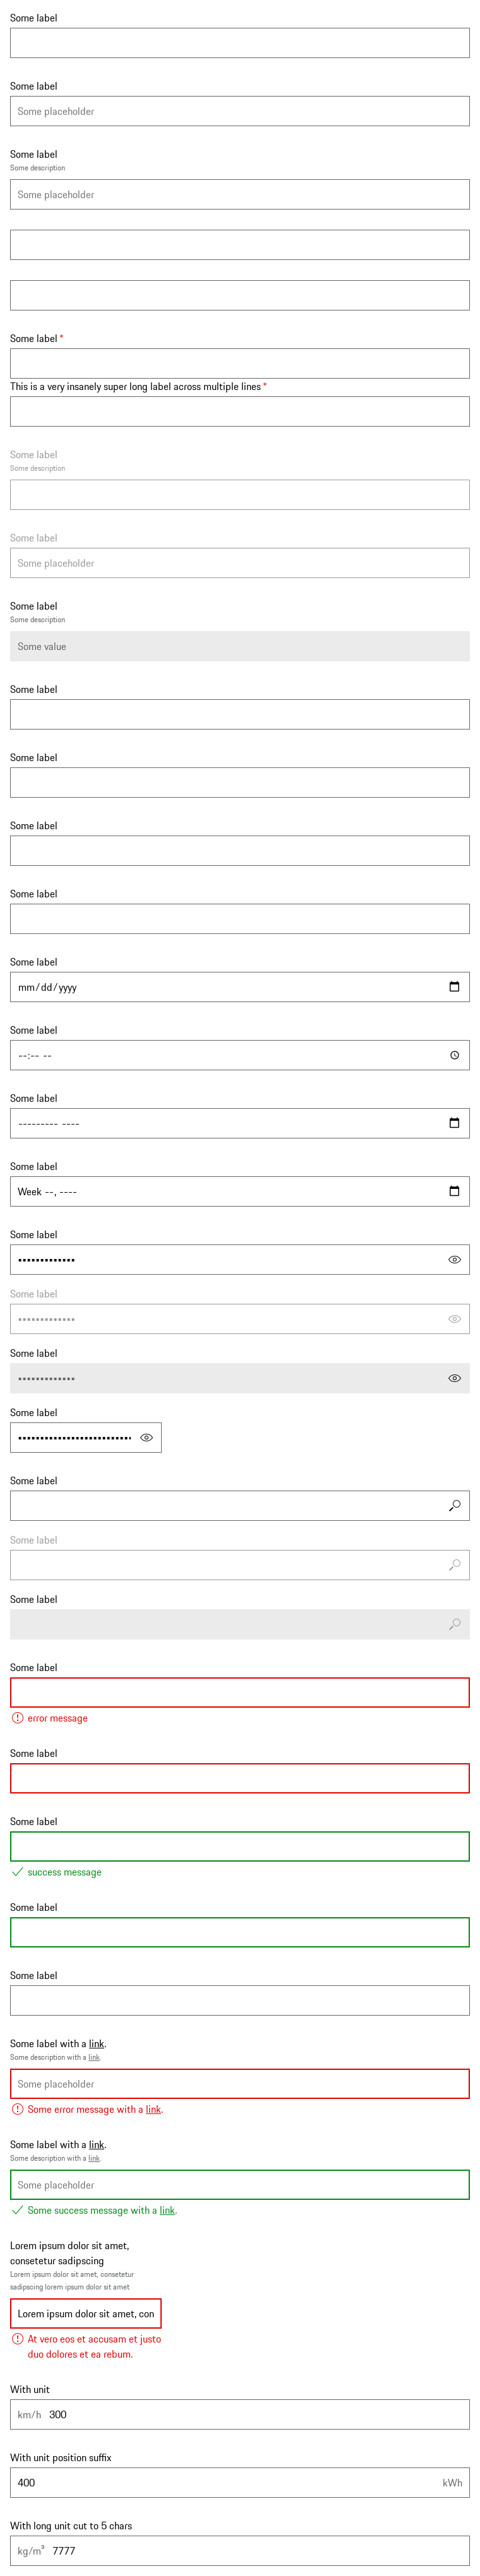 Some label
Some label
Some placeholder
Some label
Some description
Some placeholder
Some label *
This is a very insanely super long label across multiple lines *
Some label
Some description
Some label
Some placeholder
Some label
Some description
Some value
Some label
Some label
Some label
Some label
Some label
mm/dd/yyyy
Some label
--:-- --
Some label
--------- ----
Some label
Week --, ----
Some label
•••••••••••••
Some label
•••••••••••••
Some label
•••••••••••••
Some label
••••••••••••••••••••••••••
Some label
Some label
Some label
Some label
error message
Some label
Some label
success message
Some label
Some label
Some label with a link.
Some description with a link.
Some placeholder
Some error message with a link.
Some label with a link.
Some description with a link.
Some placeholder
Some success message with a link.
Lorem ipsum dolor sit amet,
consetetur sadipscing
Lorem ipsum dolor sit amet, consetetur
sadipscing lorem ipsum dolor sit amet
Lorem ipsum dolor sit amet, con
At vero eos et accusam et justo
duo dolores et ea rebum.
With unit
km/h 300
With unit position suffix
400 kWh
With long unit cut to 5 chars
kg/m³ 7777